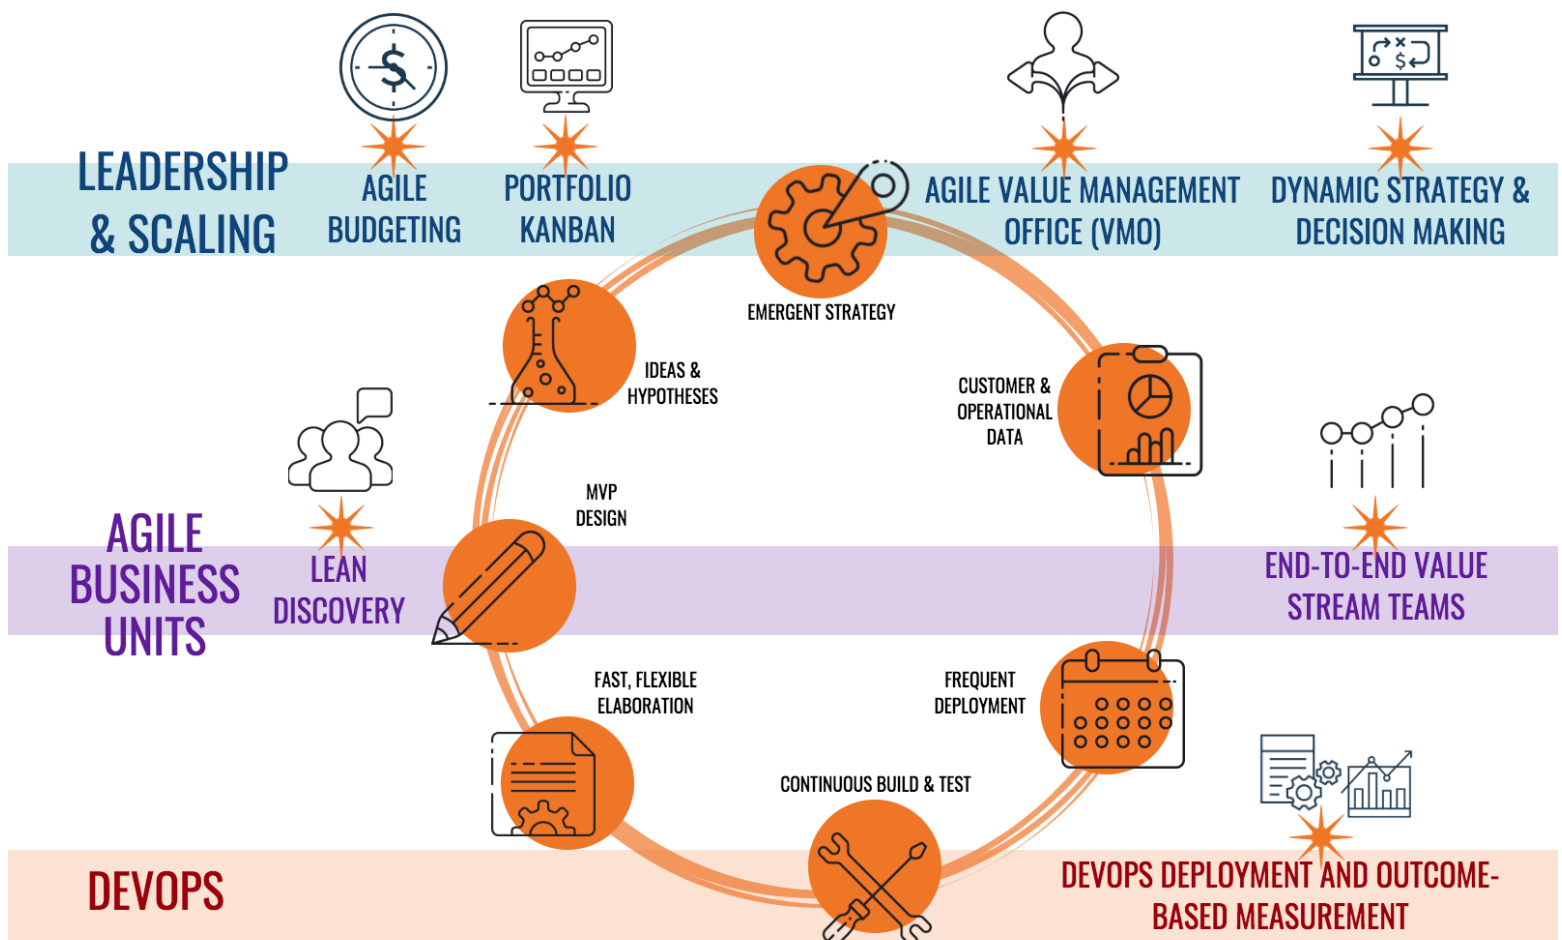 LEADERSHIP
& SCALING
AGILE
BUDGETING
PORTFOLIO
KANBAN
AGILE VALUE MANAGEMENT
OFFICE (VMO)
DYNAMIC STRATEGY &
DECISION MAKING
EMERGENT STRATEGY
IDEAS &
HYPOTHESES
CUSTOMER &
OPERATIONAL
DATA
MVP
DESIGN
AGILE
BUSINESS
UNITS
LEAN
DISCOVERY
END-TO-END VALUE
STREAM TEAMS
FAST, FLEXIBLE
ELABORATION
FREQUENT
DEPLOYMENT
CONTINUOUS BUILD & TEST
DEVOPS
DEVOPS DEPLOYMENT AND OUTCOME-
BASED MEASUREMENT